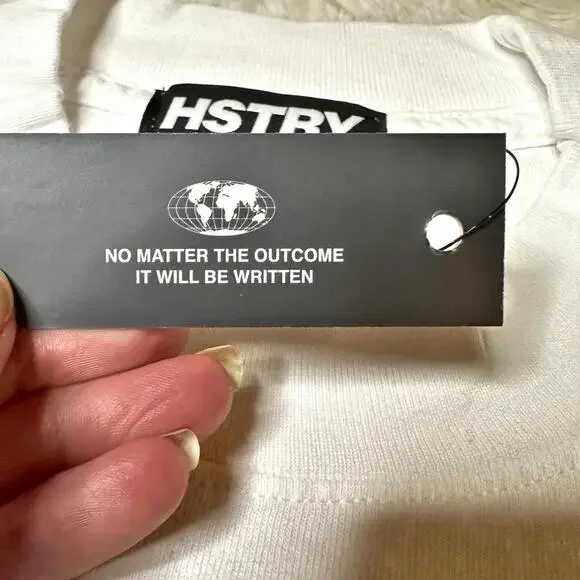 HSTRY
NO MATTER THE OUTCOME
IT WILL BE WRITTEN